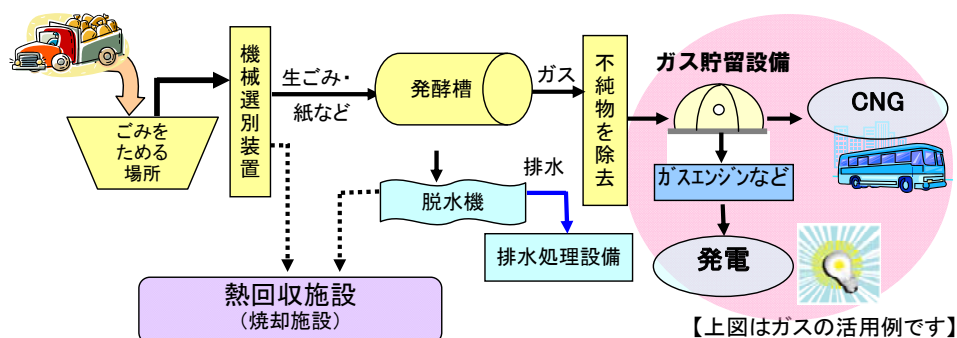 ごみを
ためる
場所
機械選別装置
生ごみ・
紙など
発酵槽
ガス
不純物を除去
ガス貯留設備
CNG
ガスエンジンなど
発電
脱水機
排水
排水処理設備
熱回収施設
（焼却施設）
【上図はガスの活用例です】